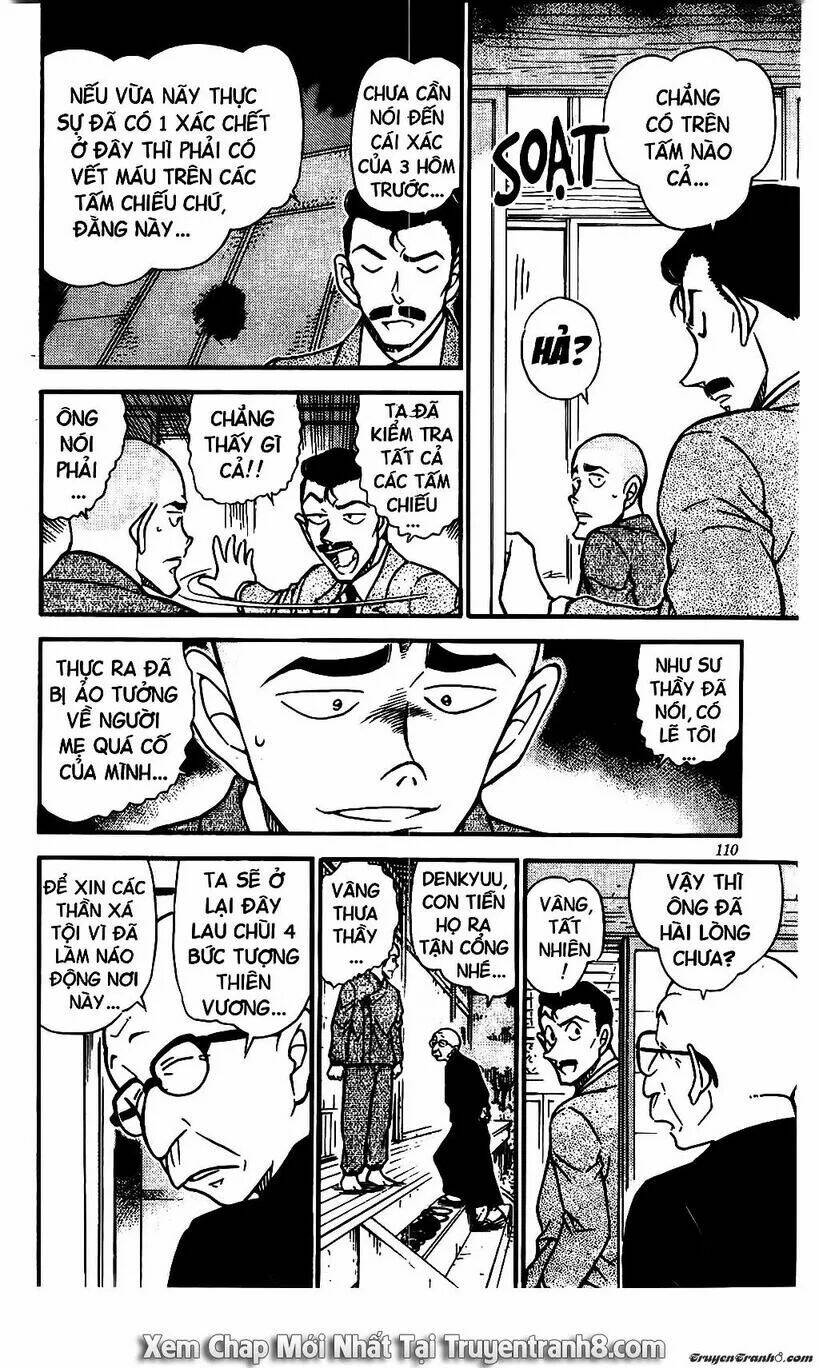 CHẲNG
CÓ TRÊN
TẤM NÀO
CẢ...
SOẠT
HẢ?
CHƯA CẦN
NÓI ĐẾN
CÁI XÁC
CỦA 3 HÔM
TRƯỚC...
NẾU VỪA NÃY THỰC
SỰ ĐÃ CÓ 1 XÁC CHẾT
Ở ĐÂY THÌ PHẢI CÓ
VẾT MÁU TRÊN CÁC
TẤM CHIẾU CHỨ,
ĐẰNG NÀY...
TA ĐÃ
KIỂM TRA
TẤT CẢ
CÁC TẤM
CHIẾU
...
CHẲNG
THẤY GÌ
CẢ!!
ÔNG
NÓI
PHẢI
...
NHƯ SƯ
THẦY ĐÃ
NÓI, CÓ
LẼ TÔI
...
THỰC RA ĐÃ
BỊ ẢO TƯỞNG
VỀ NGƯỜI
MẸ QUÁ CỐ
CỦA MÌNH...
110
VẬY THÌ
ÔNG ĐÃ
HÀI LÒNG
CHƯA?
VÂNG,
TẤT
NHIÊN
!
DENKYUU,
CON TIỄN
HỌ RA
TẬN CỔNG
NHÉ...
VÂNG
THƯA
THẦY
...
TA SẼ Ở
LẠI ĐÂY
LAU CHÙI 4
BỨC TƯỢNG
THIÊN
VƯƠNG...
ĐỂ XIN CÁC
THẦN XÁ
TỘI VÌ ĐÃ
LÀM NÁO
ĐỘNG NƠI
NÀY...
Xem Chap Mới Nhất Tại Truyentranh8.com
TruyenTranh8.com